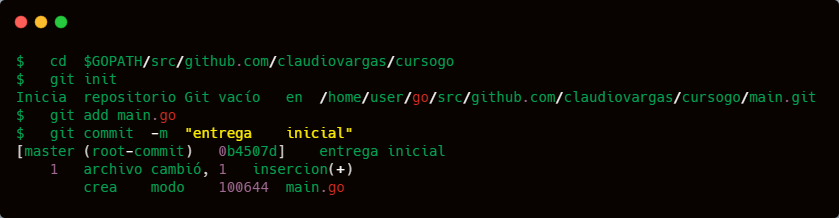 $ cd $GOPATH/src/github.com/claudiovargas/cursogo
$ git init
Inicia repositorio Git vacío en /home/user/go/src/github.com/claudiovargas/cursogo/main.git
$ git add main.go
$ git commit -m "entrega inicial"
[master (root-commit) 0b4507d] entrega inicial
1 archivo cambió, 1 insercion(+)
crea modo 100644 main.go